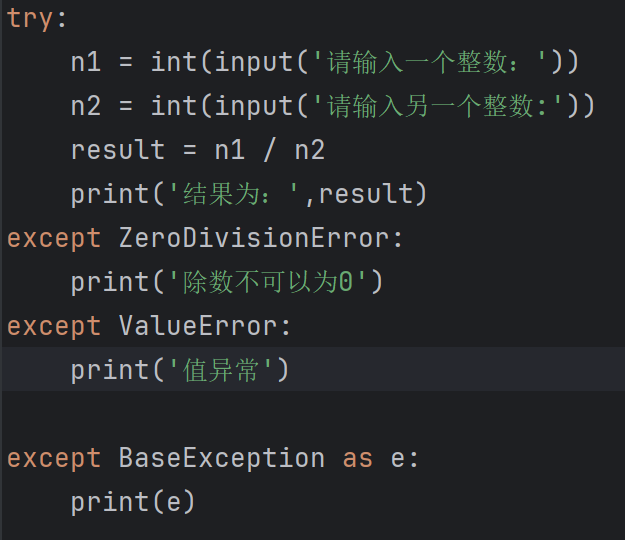 try:
    n1 = int(input('请输入一个整数：'))
    n2 = int(input('请输入另一个整数:'))
    result = n1 / n2
    print('结果为：',result)
except ZeroDivisionError:
    print('除数不可以为0')
except ValueError:
    print('值异常')
except BaseException as e:
    print(e)